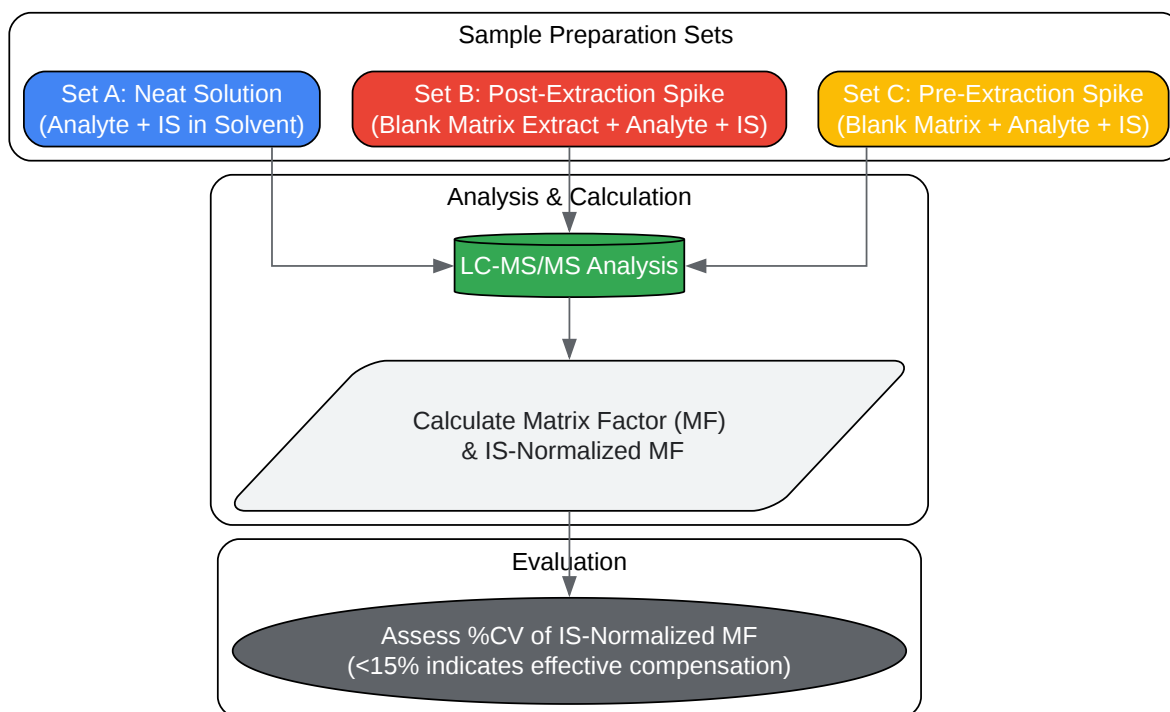 Sample Preparation Sets
Set A: Neat Solution
(Analyte + IS in Solvent)
Set B: Post-Extraction Spike
(Blank Matrix Extract + Analyte + IS)
Set C: Pre-Extraction Spike
(Blank Matrix + Analyte + IS)
Analysis & Calculation
LC-MS/MS Analysis
Calculate Matrix Factor (MF)
& IS-Normalized MF
Evaluation
Assess %CV of IS-Normalized MF
(<15% indicates effective compensation)